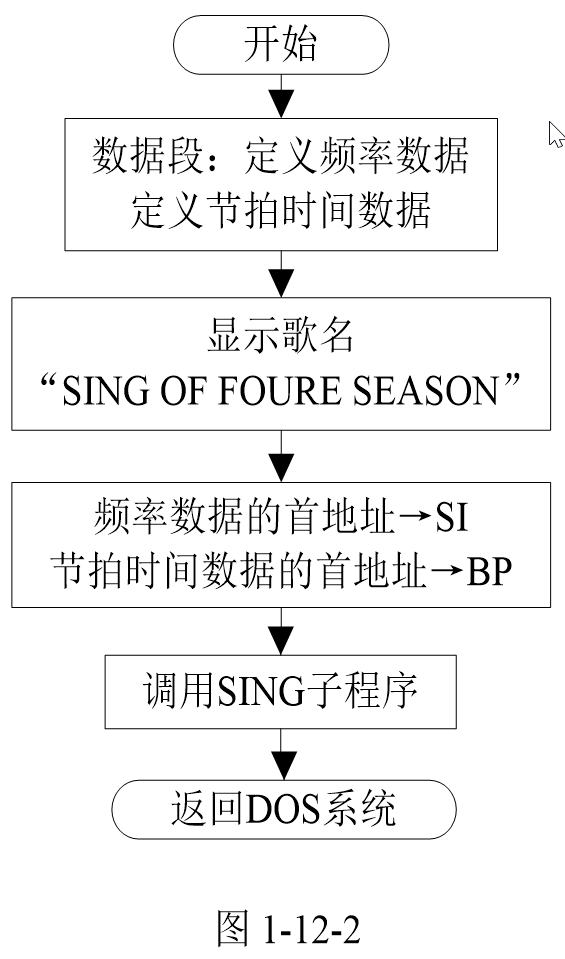 开始
数据段：定义频率数据
定义节拍时间数据
显示歌名
“SING OF FOURE SEASON”
频率数据的首地址→SI
节拍时间数据的首地址→BP
调用SING子程序
返回DOS系统
图 1-12-2